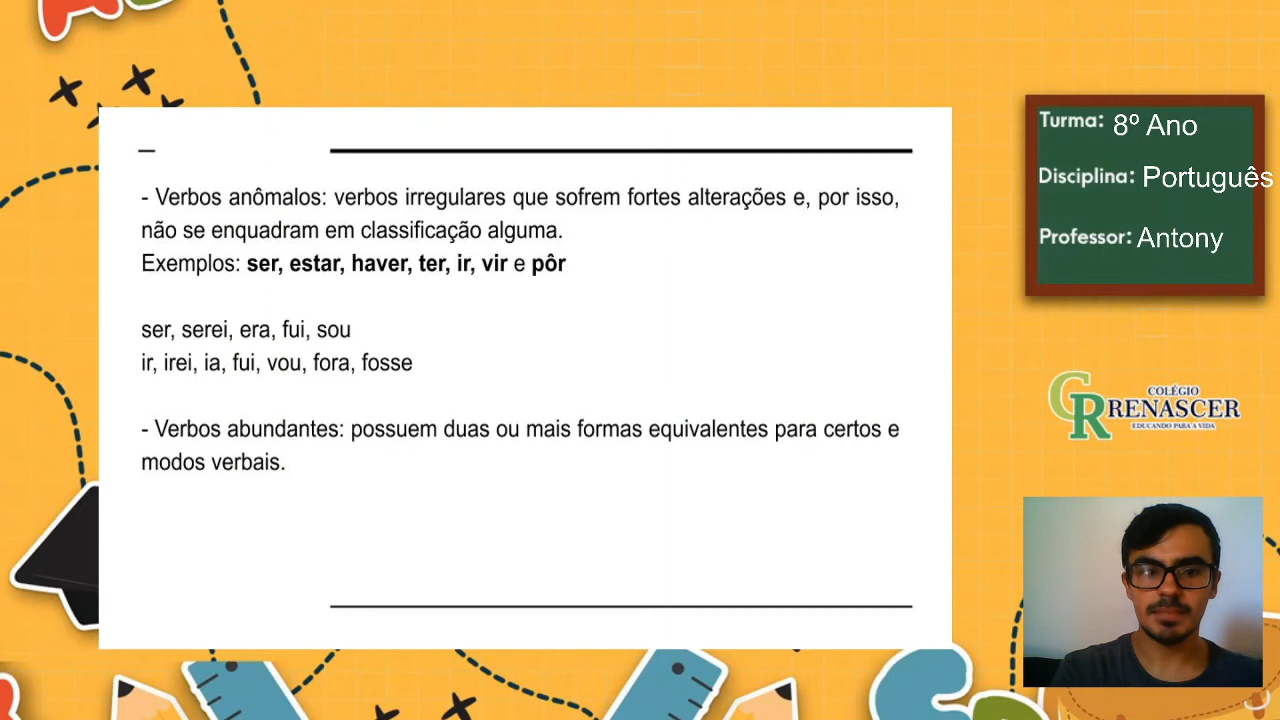 - Verbos anômalos: verbos irregulares que sofrem fortes alterações e, por isso,
não se enquadram em classificação alguma.
Exemplos: ser, estar, haver, ter, ir, vir e pôr
ser, serei, era, fui, sou
ir, irei, ia, fui, vou, fora, fosse
- Verbos abundantes: possuem duas ou mais formas equivalentes para certos e
modos verbais.
Turma: 8º Ano
Disciplina: Português
Professor: Antony
CR
COLÉGIO
RENASCER
EDUCANDO PARA A VIDA